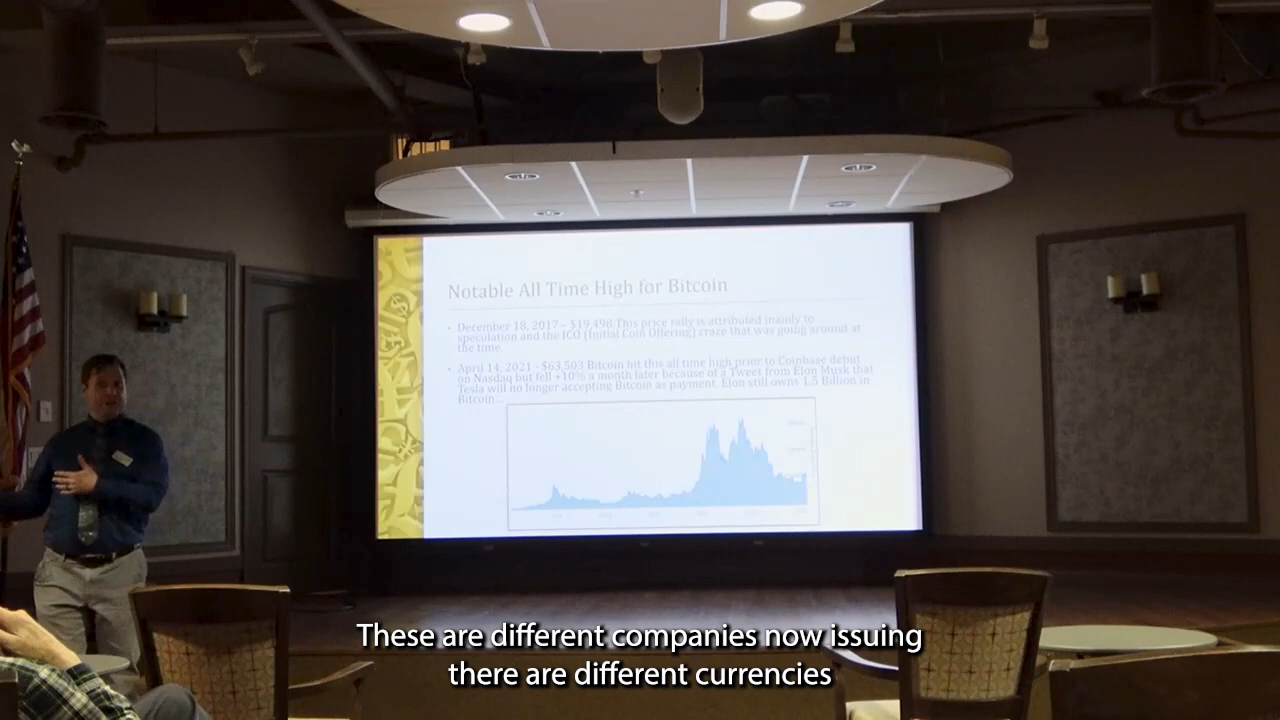 Notable All Time High for Bitcoin
• December 18, 2017 – $19,498 This price rally is attributed mainly to
speculation and the ICO (Initial Coin Offering) craze that was going around at
the time.
• April 14, 2021 - $63,503 Bitcoin hit this all time high prior to Coinbase debut
on Nasdaq but fell +10% a month later because of a Tweet from Elon Musk that
Tesla will no longer accepting Bitcoin as payment. Elon still owns 1.5 Billion in
Bitcoin...
These are different companies now issuing
there are different currencies